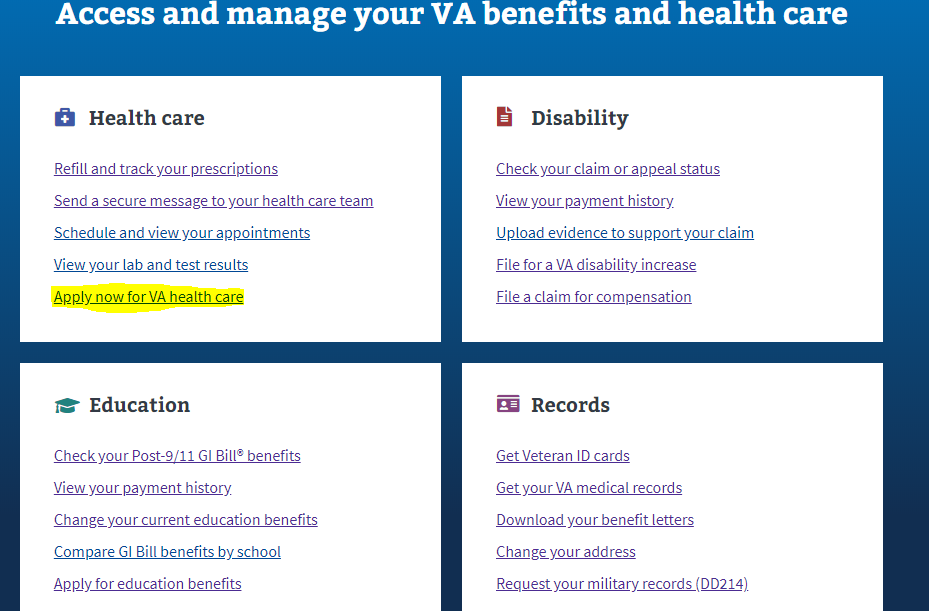 Access and manage your VA benefits and health care
Health care
Refill and track your prescriptions
Send a secure message to your health care team
Schedule and view your appointments
View your lab and test results
Apply now for VA health care
Disability
Check your claim or appeal status
View your payment history
Upload evidence to support your claim
File for a VA disability increase
File a claim for compensation
Education
Check your Post-9/11 GI Bill® benefits
View your payment history
Change your current education benefits
Compare GI Bill benefits by school
Apply for education benefits
Records
Get Veteran ID cards
Get your VA medical records
Download your benefit letters
Change your address
Request your military records (DD214)